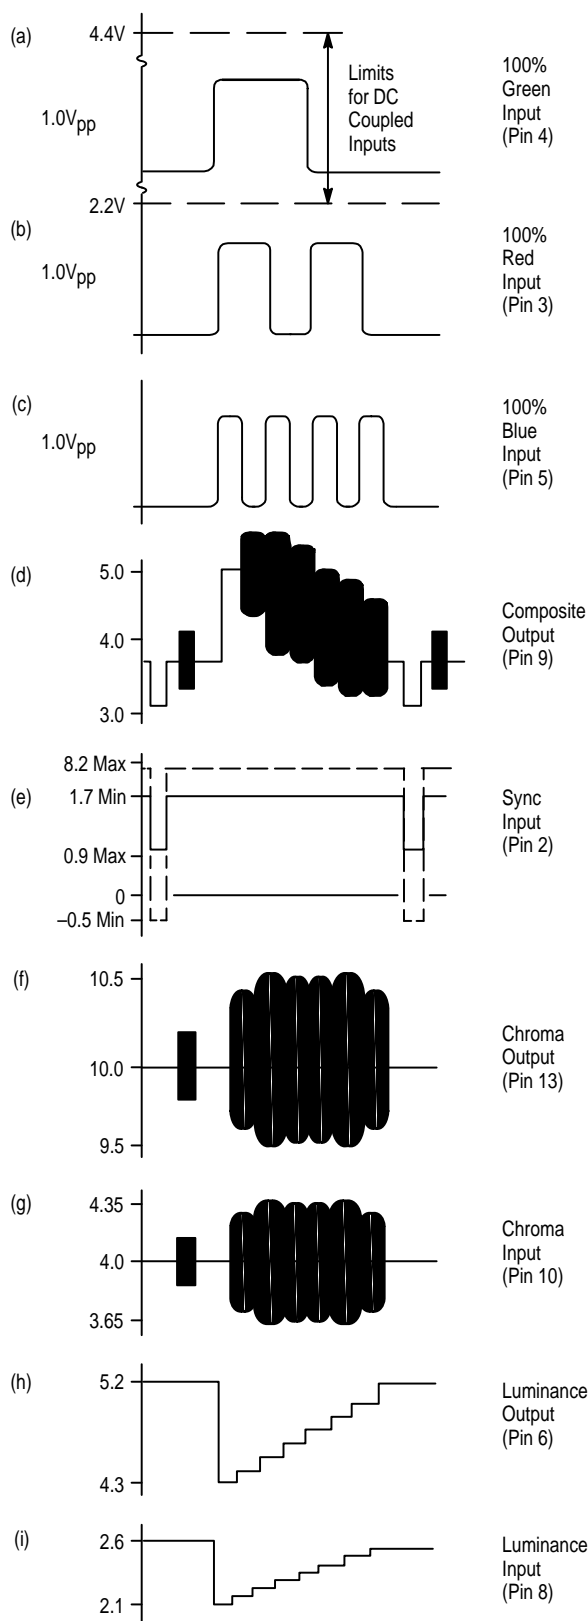 (a)
4.4V
1.0Vpp
Limits
for DC
Coupled
Inputs
100%
Green
Input
(Pin 4)
2.2V
(b)
1.0Vpp
100%
Red
Input
(Pin 3)
(c)
1.0Vpp
100%
Blue
Input
(Pin 5)
(d)
5.0
4.0
3.0
Composite
Output
(Pin 9)
(e)
8.2 Max
1.7 Min
0.9 Max
0
–0.5 Min
Sync
Input
(Pin 2)
(f)
10.5
10.0
9.5
Chroma
Output
(Pin 13)
(g)
4.35
4.0
3.65
Chroma
Input
(Pin 10)
(h)
5.2
4.3
Luminance
Output
(Pin 6)
(i)
2.6
2.1
Luminance
Input
(Pin 8)